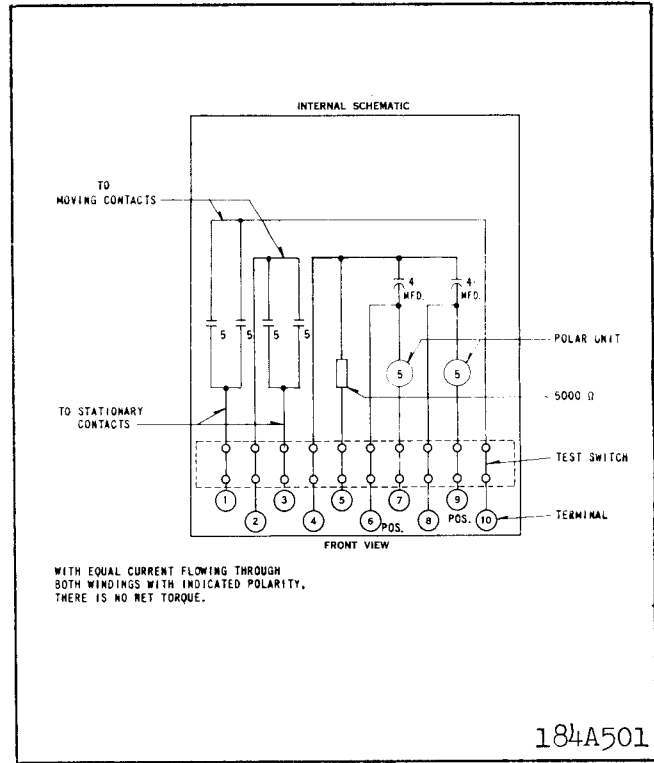 INTERNAL SCHEMATIC
TO
MOVING CONTACTS
4
MFD.
4
MFD.
5
5
5
5
POLAR UNIT
5
5
5000 Ω
TO STATIONARY
CONTACTS
TEST SWITCH
1
3
5
7
9
2
4
6
POS.
8
POS.
10
TERMINAL
FRONT VIEW
WITH EQUAL CURRENT FLOWING THROUGH
BOTH WINDINGS WITH INDICATED POLARITY,
THERE IS NO NET TORQUE.
184A501